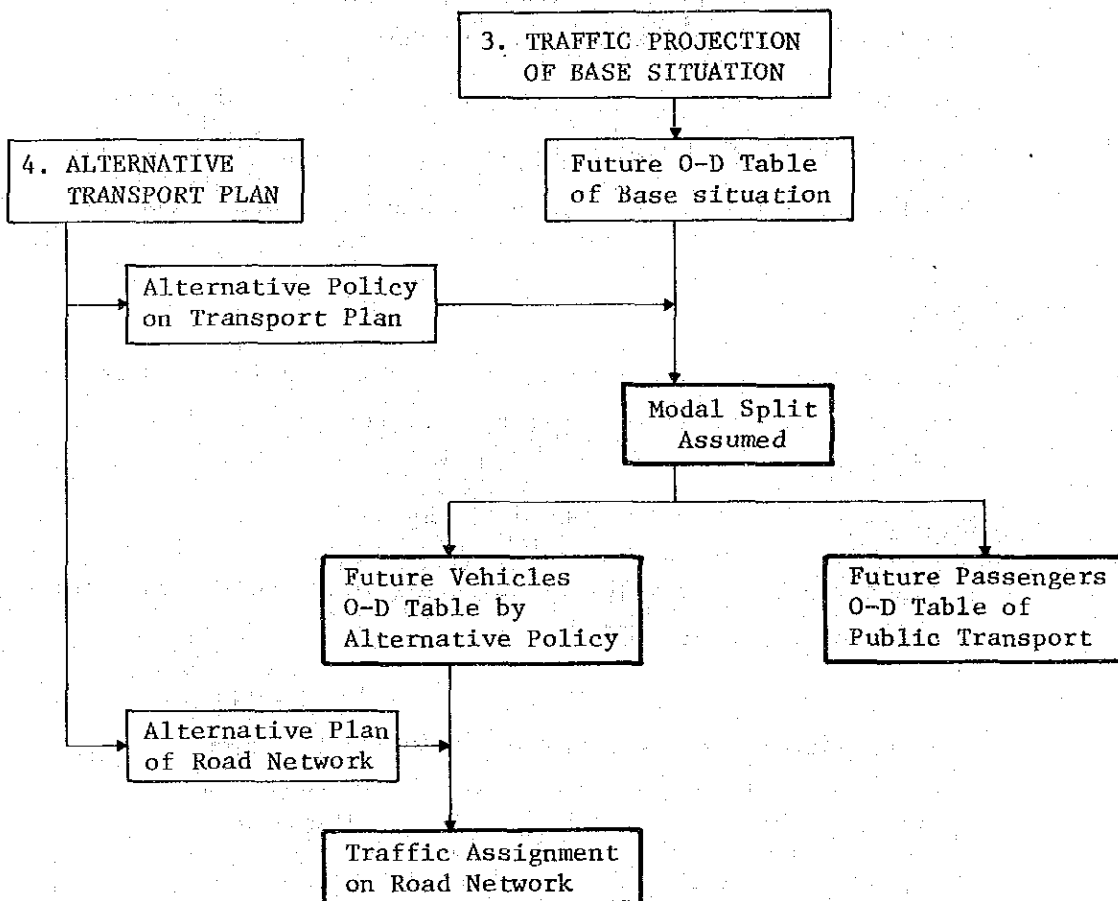 3. TRAFFIC PROJECTION
OF BASE SITUATION
4. ALTERNATIVE
TRANSPORT PLAN
Future O-D Table
of Base situation
Alternative Policy
on Transport Plan
Modal Split
Assumed
Future Vehicles
O-D Table by
Alternative Policy
Future Passengers
O-D Table of
Public Transport
Alternative Plan
of Road Network
Traffic Assignment
on Road Network